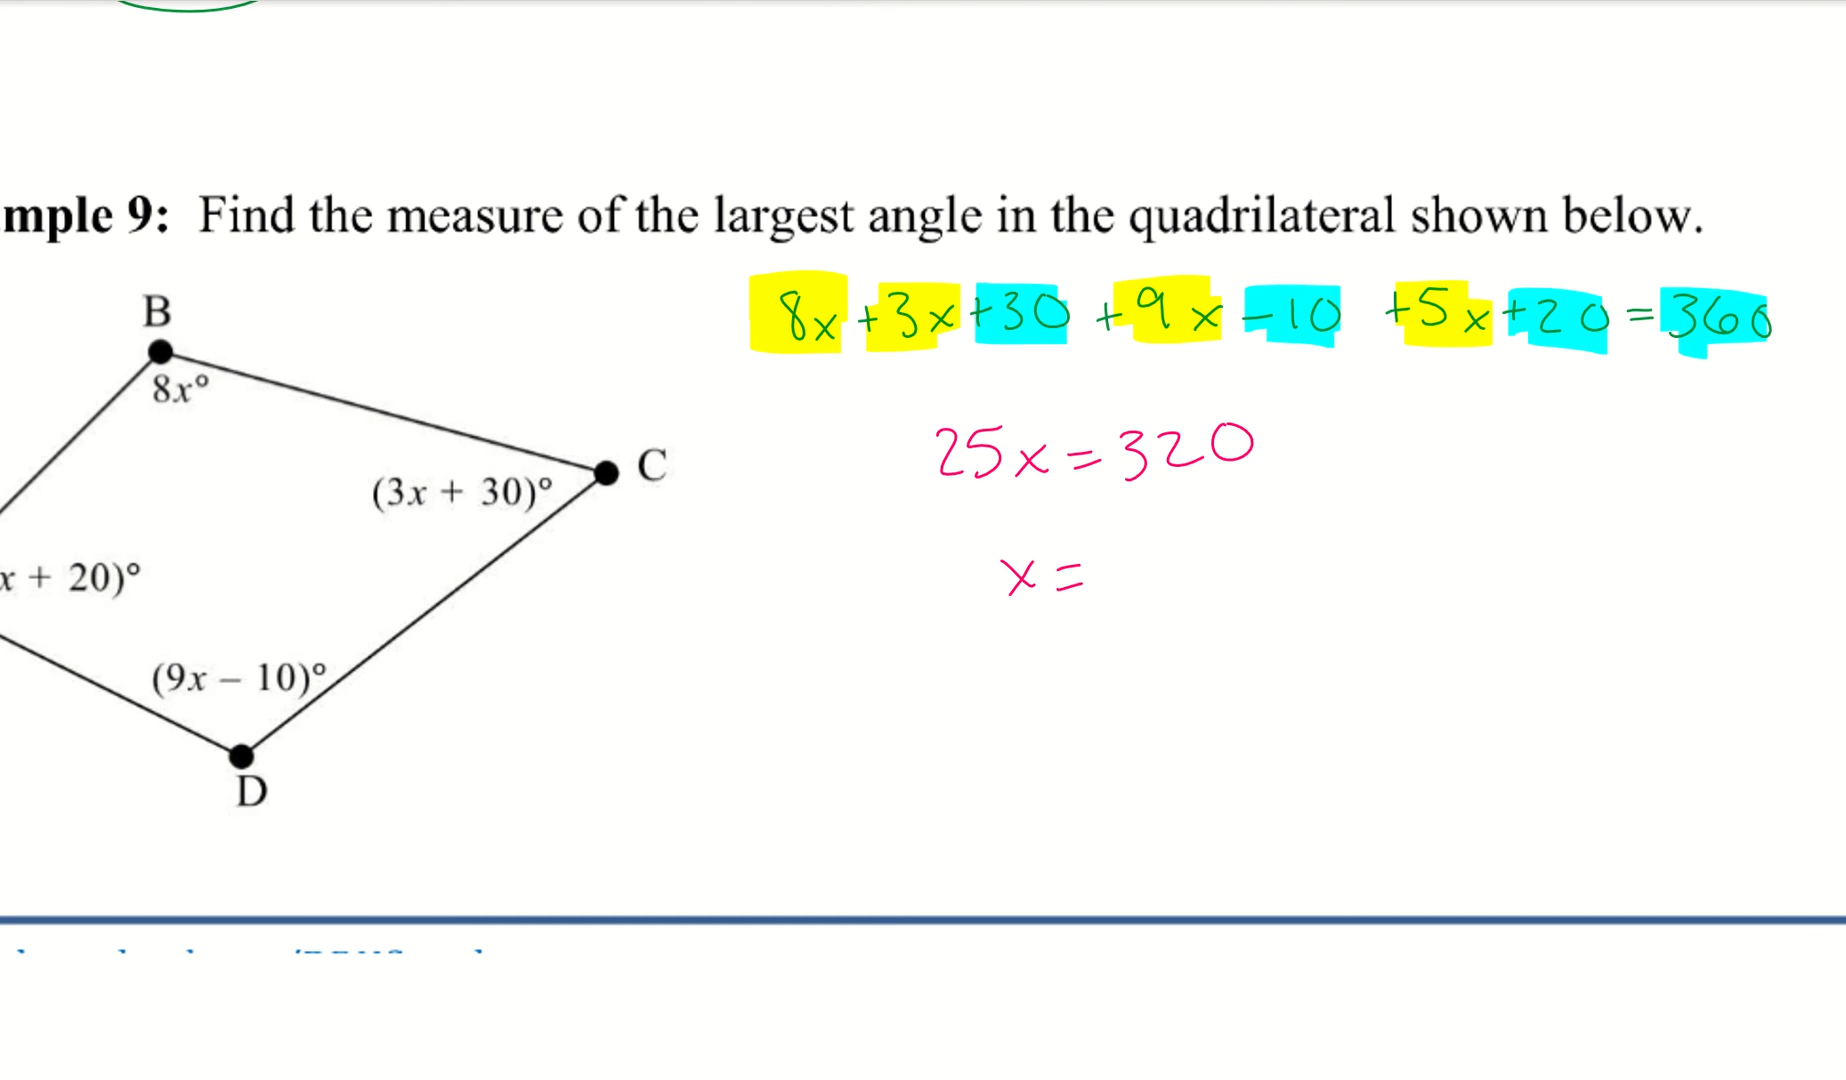 mple 9: Find the measure of the largest angle in the quadrilateral shown below.
8x +3x +30 +9x -10 +5x +20 = 360
B
8x°
25x = 320
C
(3x + 30)°
x + 20)°
x =
(9x – 10)°
D